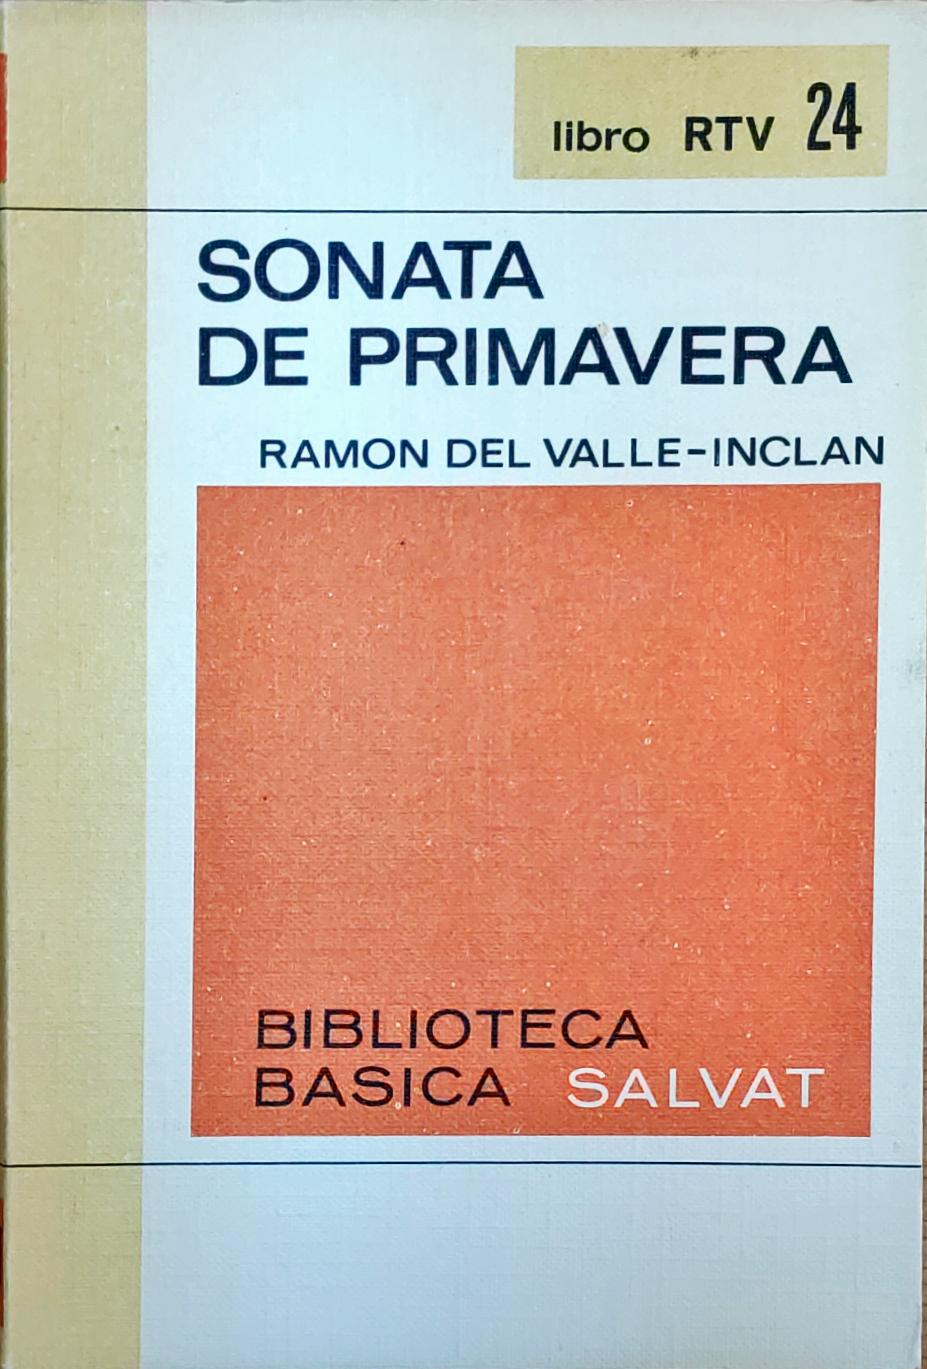 libro RTV 24
SONATA
DE PRIMAVERA
RAMON DEL VALLE-INCLAN
BIBLIOTECA
BASICA SALVAT